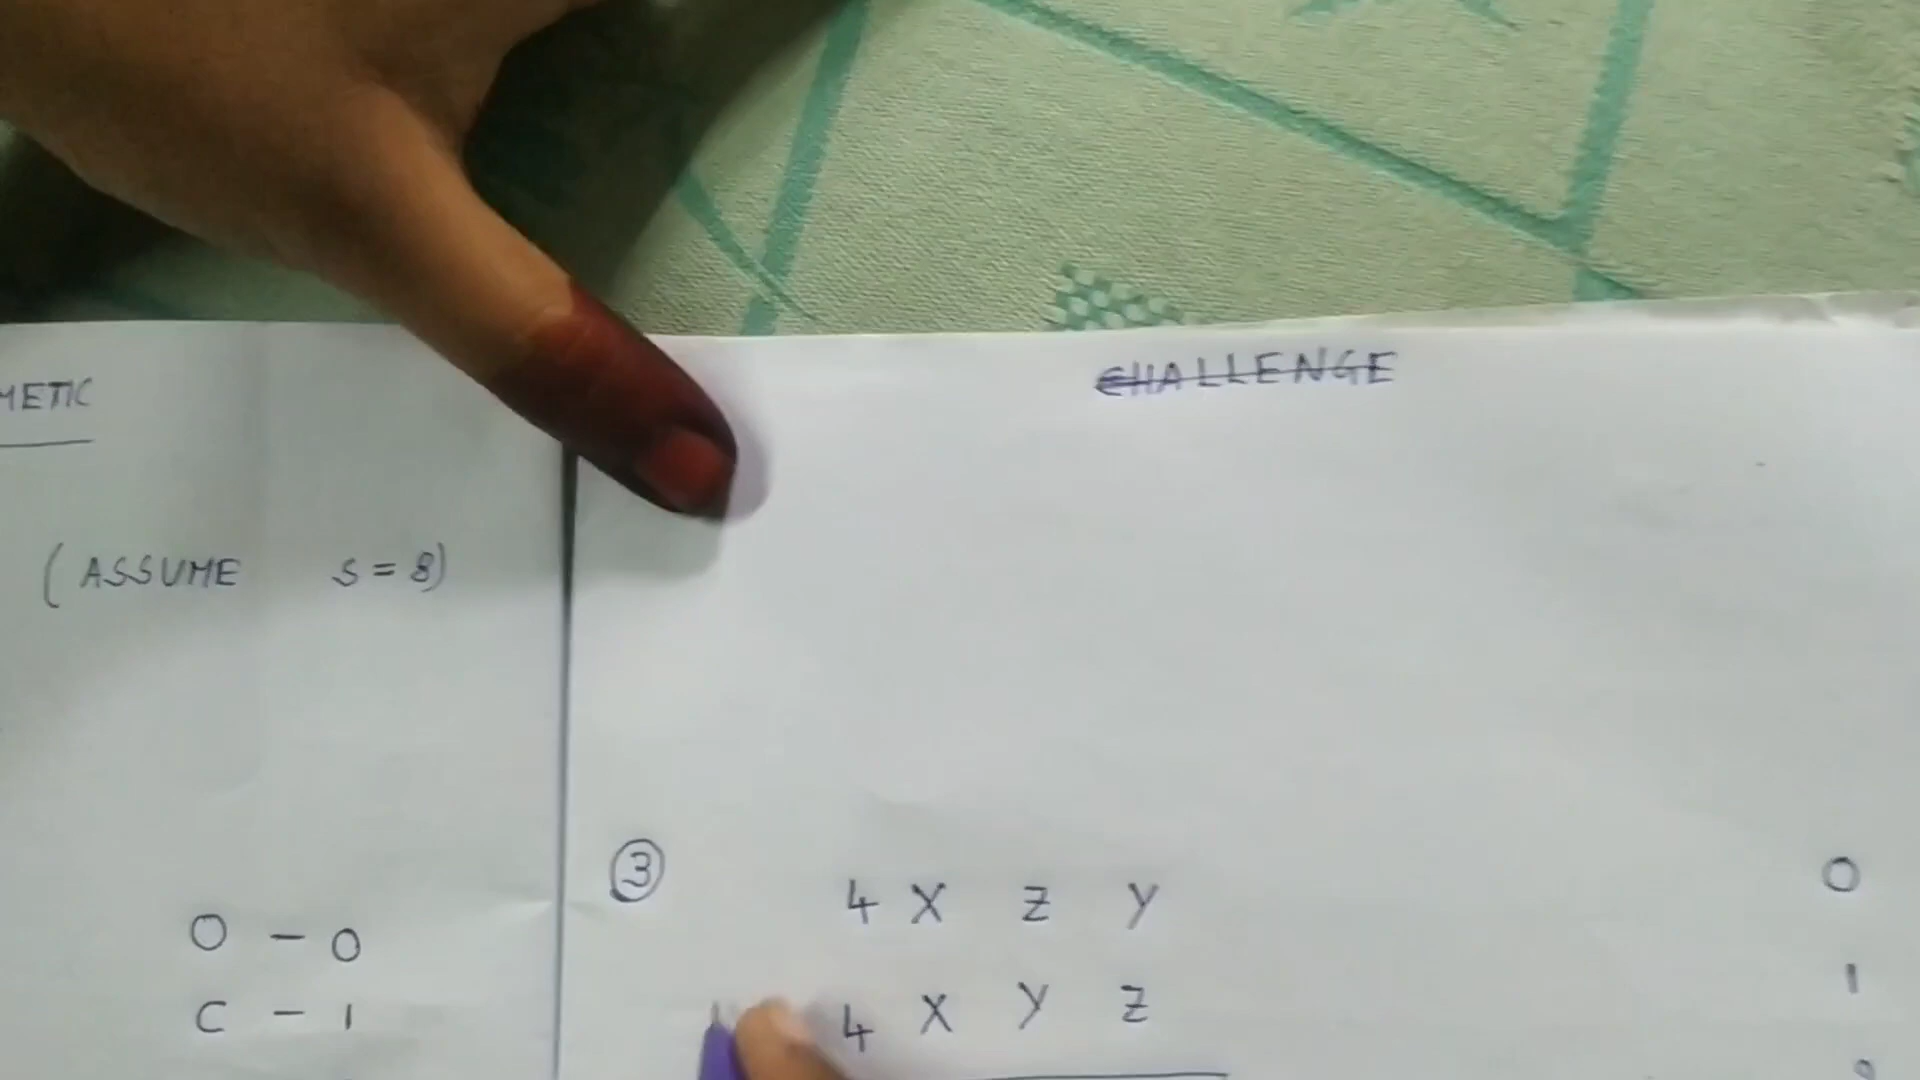 METIC
CHALLENGE
(ASSUME S = 8)
③
4 X Z Y
O - 0
C - 1
4 X Y Z
0
1